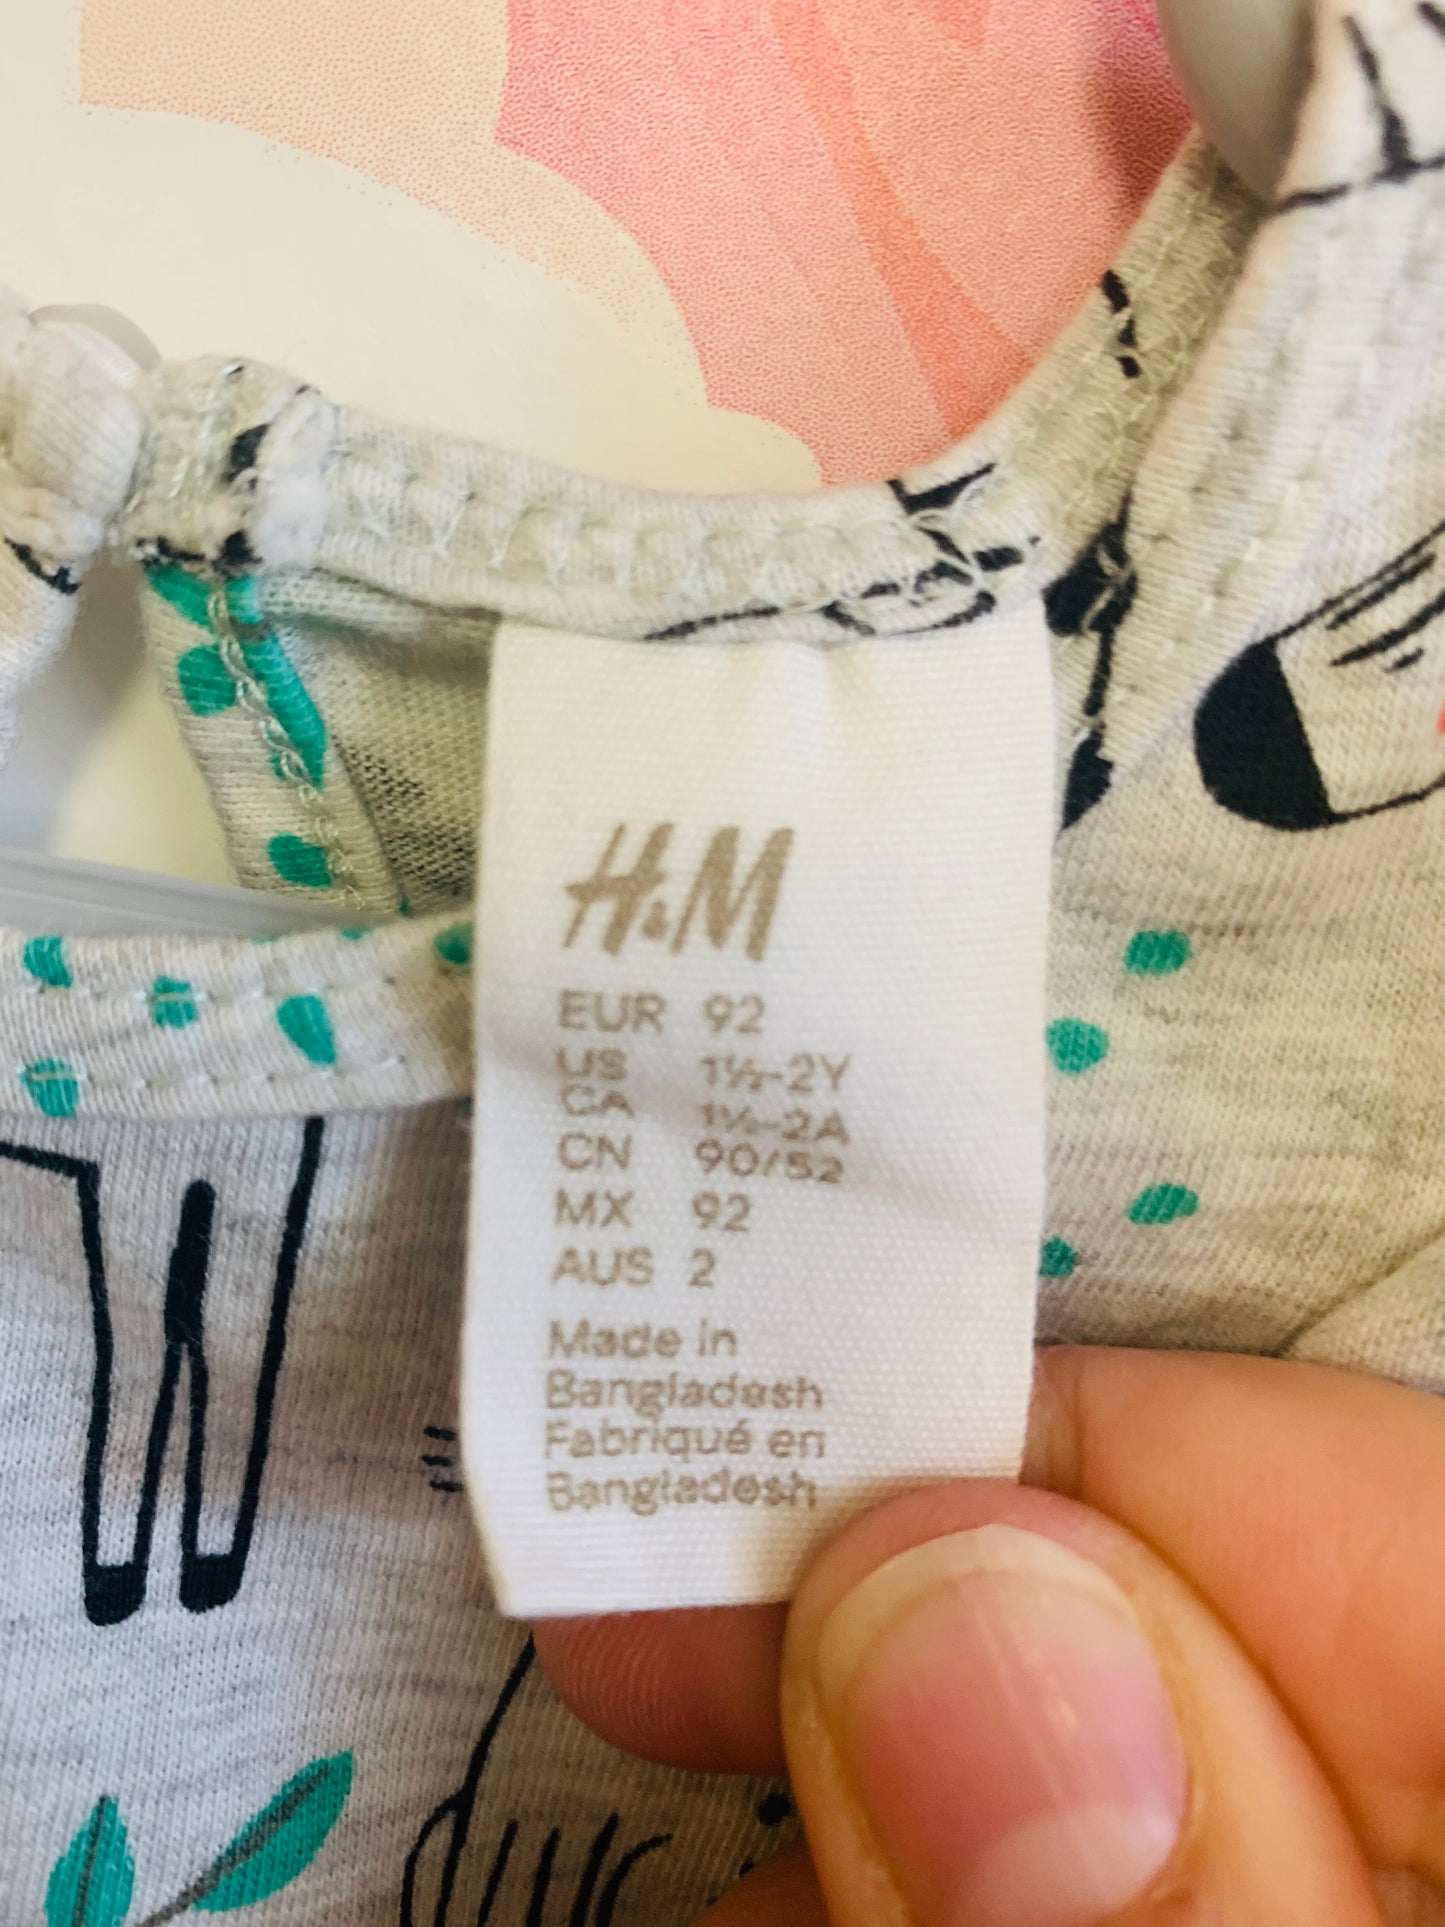 H&M
EUR 92
US 1½-2Y
CA 1½-2A
CN 90/52
MX 92
AUS 2
Made in
Bangladesh
Fabriqué en
Bangladesh